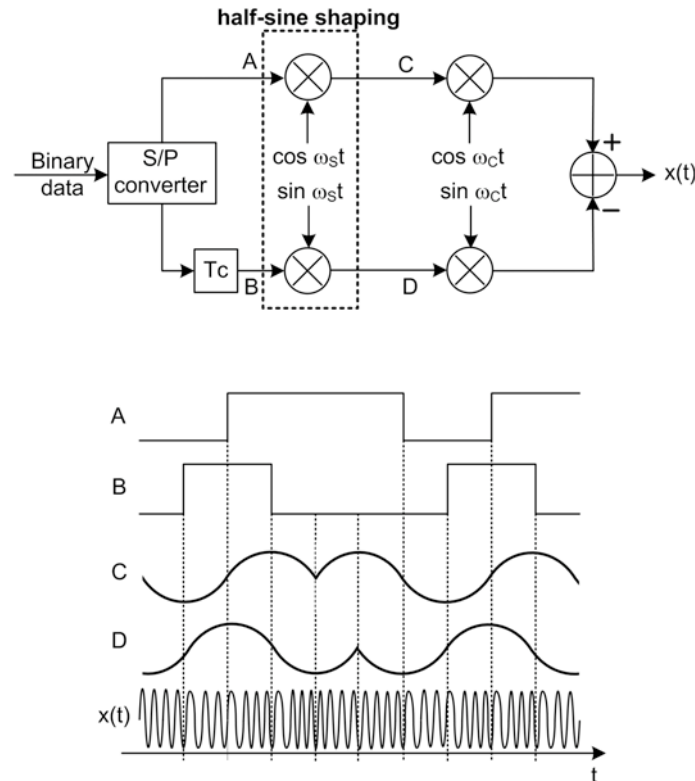 half-sine shaping
A
C
Binary
data
S/P
converter
cos ωSt
sin ωSt
cos ωCt
sin ωCt
+
x(t)
−
Tc
B
D
A
B
C
D
x(t)
t